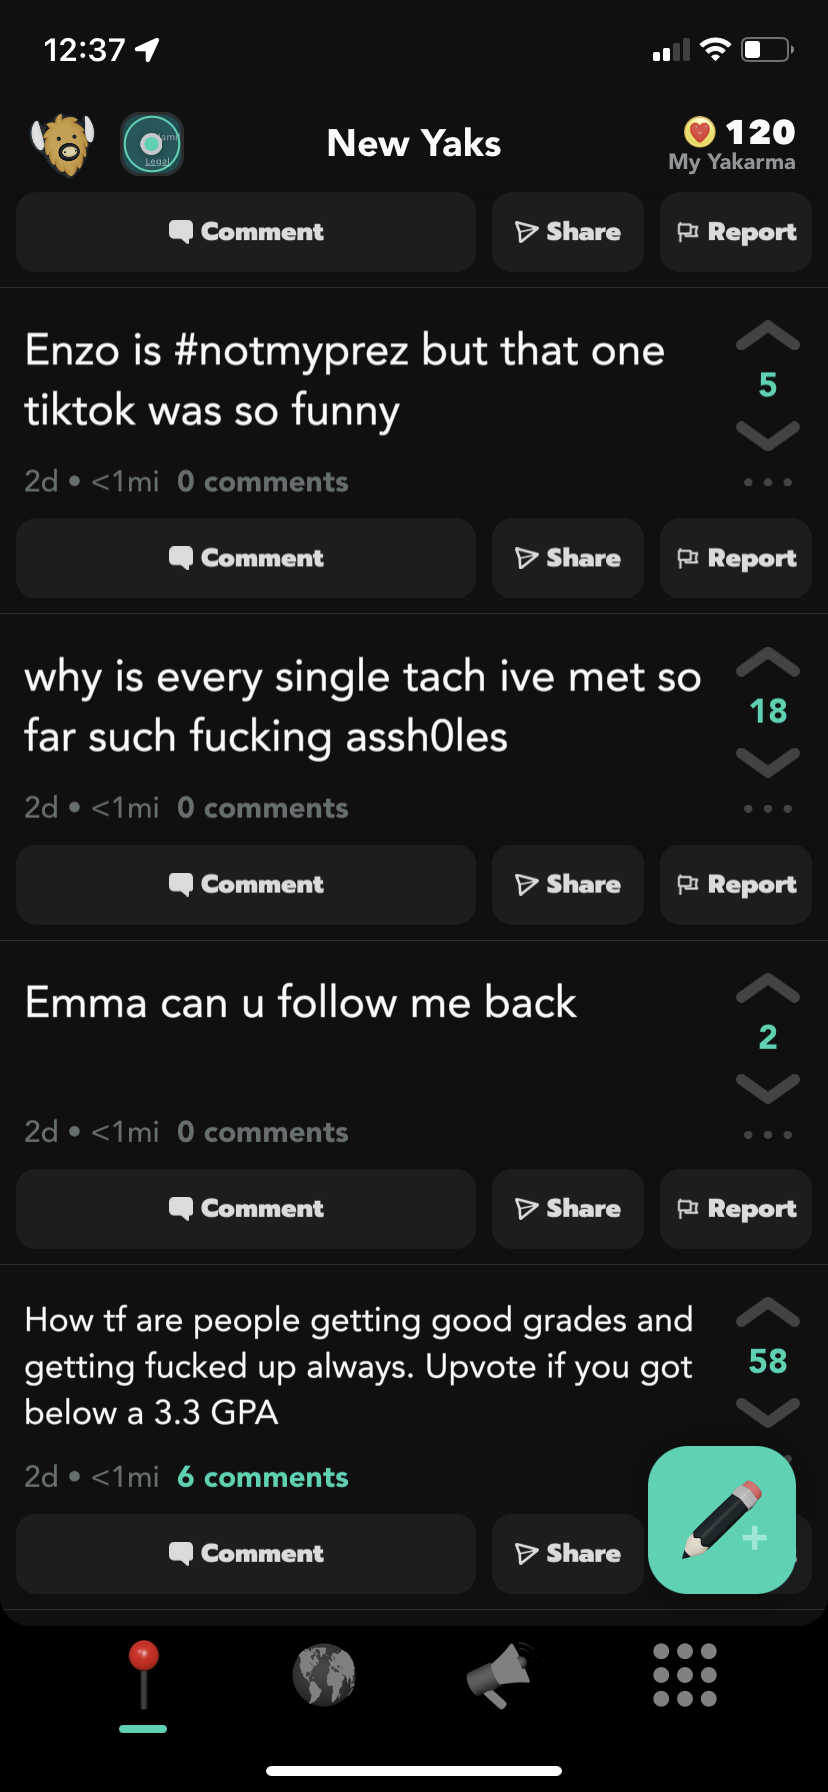 12:37
Legal
New Yaks
120
My Yakarma
Comment
Share
Report
Enzo is #notmyprez but that one
tiktok was so funny
5
2d • <1mi 0 comments
Comment
Share
Report
why is every single tach ive met so
far such fucking assh0les
18
2d • <1mi 0 comments
Comment
Share
Report
Emma can u follow me back
2
2d • <1mi 0 comments
Comment
Share
Report
How tf are people getting good grades and
getting fucked up always. Upvote if you got
below a 3.3 GPA
58
2d • <1mi 6 comments
Comment
Share